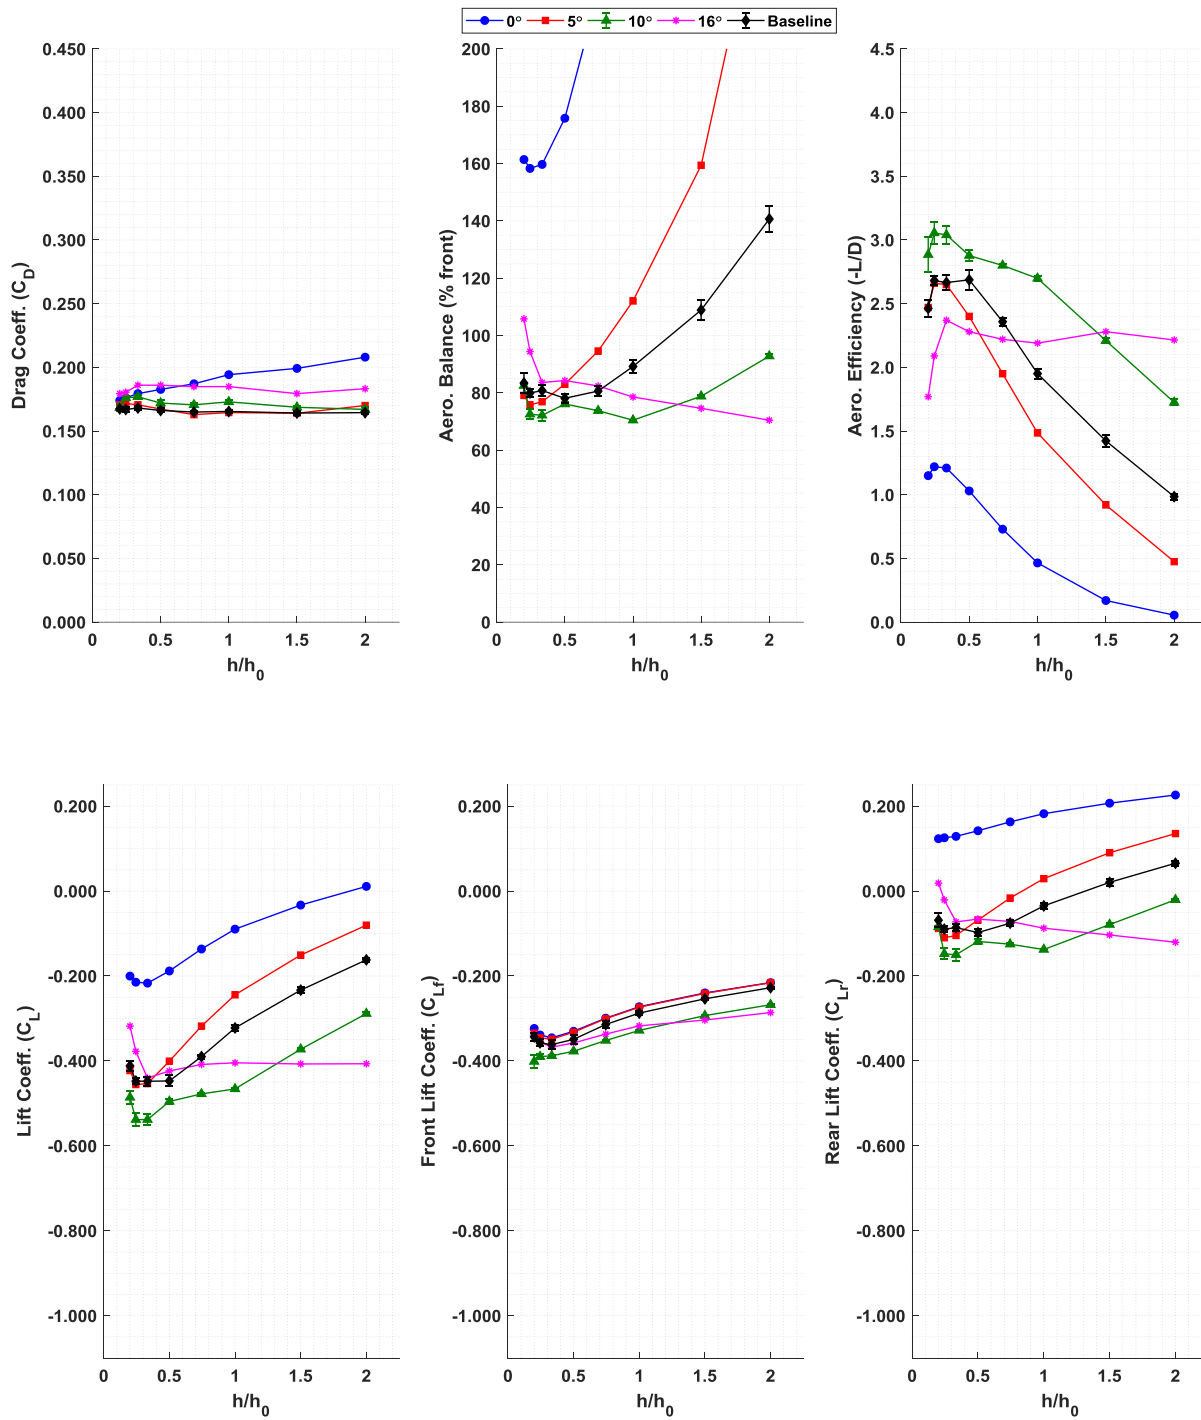 0° 5° 10° 16° Baseline
0.450
0.400
0.350
0.300
0.250
0.200
0.150
0.100
0.050
0.000
0 0.5 1 1.5 2
h/h0
Drag Coeff. (CD)
200
180
160
140
120
100
80
60
40
20
0
0 0.5 1 1.5 2
h/h0
Aero. Balance (% front)
4.5
4.0
3.5
3.0
2.5
2.0
1.5
1.0
0.5
0.0
0 0.5 1 1.5 2
h/h0
Aero. Efficiency (-L/D)
0.200
0.000
-0.200
-0.400
-0.600
-0.800
-1.000
0 0.5 1 1.5 2
h/h0
Lift Coeff. (CL)
0.200
0.000
-0.200
-0.400
-0.600
-0.800
-1.000
0 0.5 1 1.5 2
h/h0
Front Lift Coeff. (CLf)
0.200
0.000
-0.200
-0.400
-0.600
-0.800
-1.000
0 0.5 1 1.5 2
h/h0
Rear Lift Coeff. (CLr)